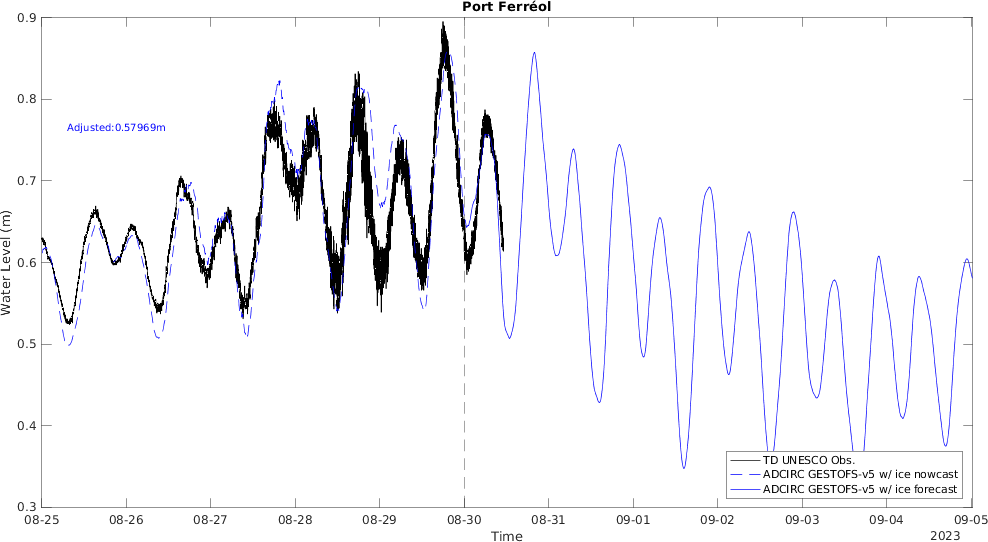 Port Ferréol
0.9
0.8
0.7
0.6
0.5
0.4
0.3
Water Level (m)
Adjusted:0.57969m
TD UNESCO Obs.
ADCIRC GESTOFS-v5 w/ ice nowcast
ADCIRC GESTOFS-v5 w/ ice forecast
08-25 08-26 08-27 08-28 08-29 08-30 08-31 09-01 09-02 09-03 09-04 09-05
Time
2023